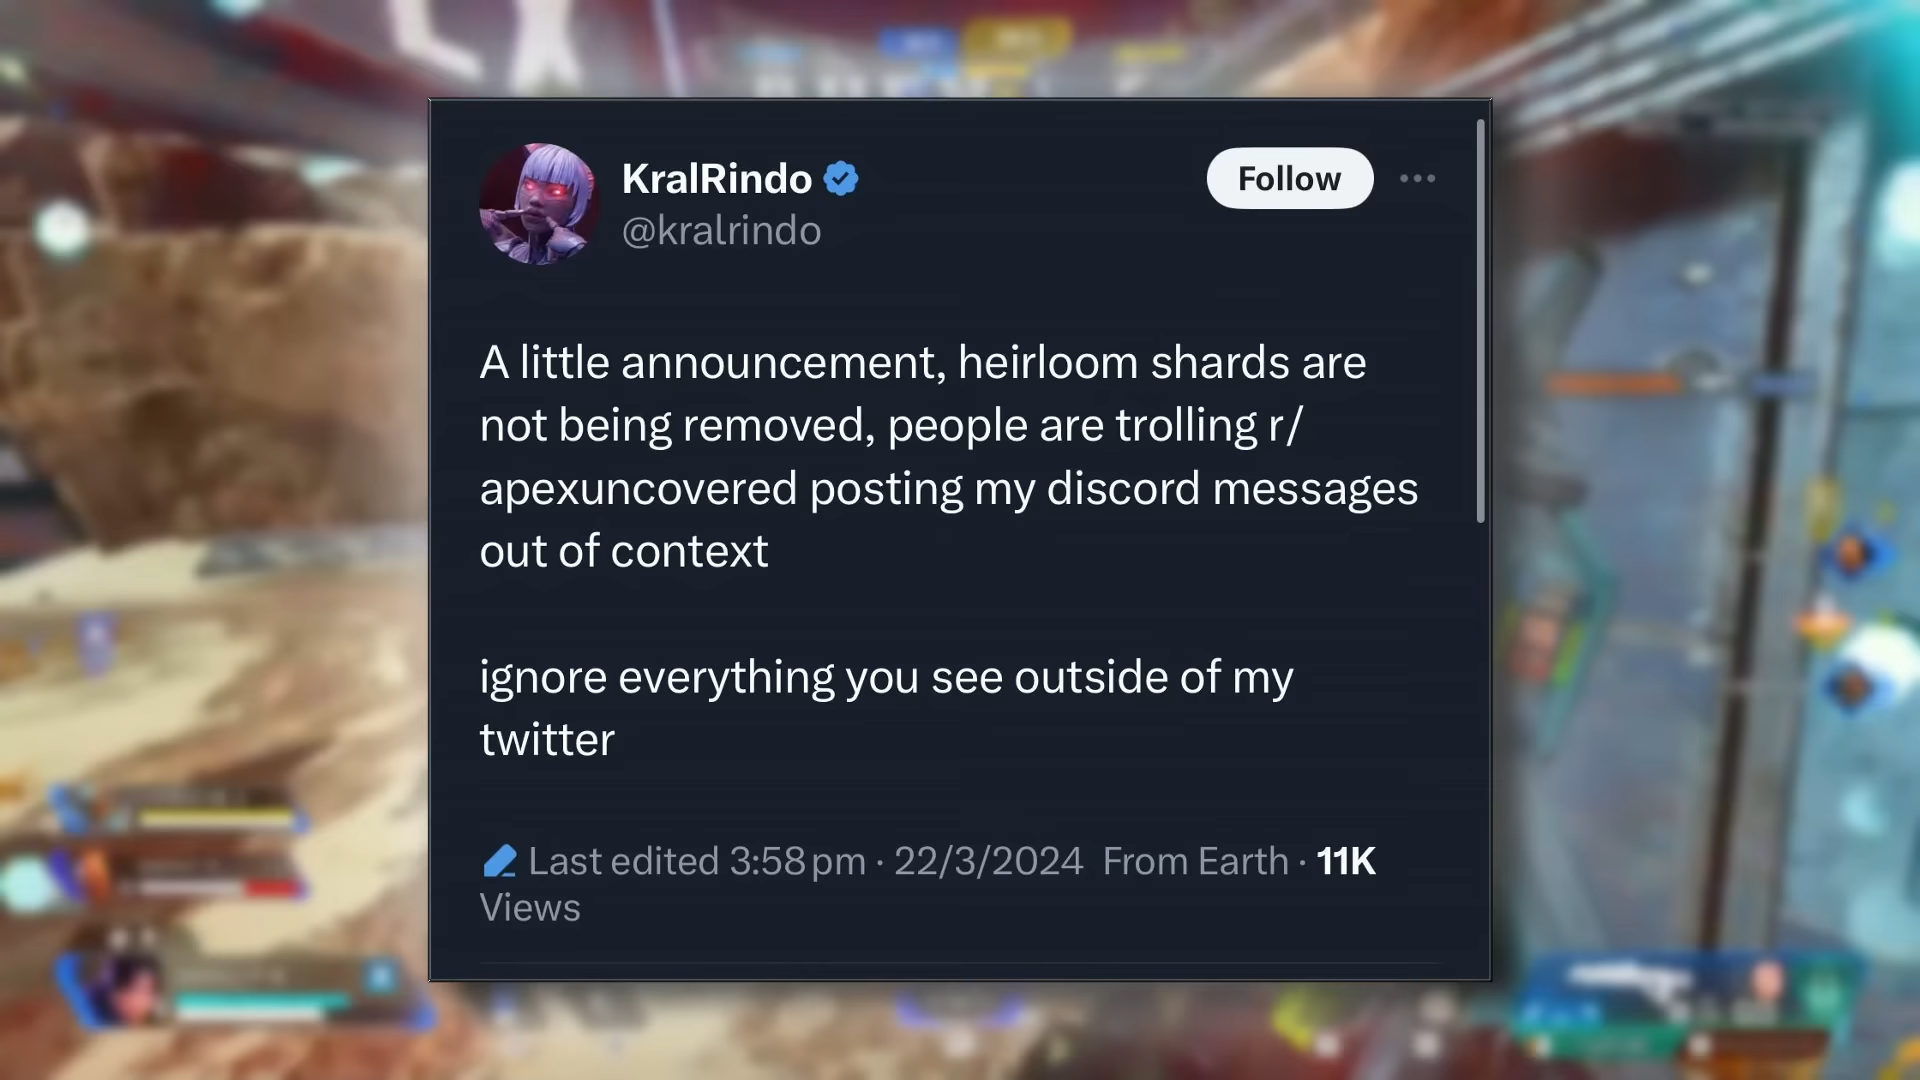 KralRindo
@kralrindo
Follow
A little announcement, heirloom shards are
not being removed, people are trolling r/
apexuncovered posting my discord messages
out of context
ignore everything you see outside of my
twitter
Last edited 3:58 pm · 22/3/2024 From Earth · 11K
Views